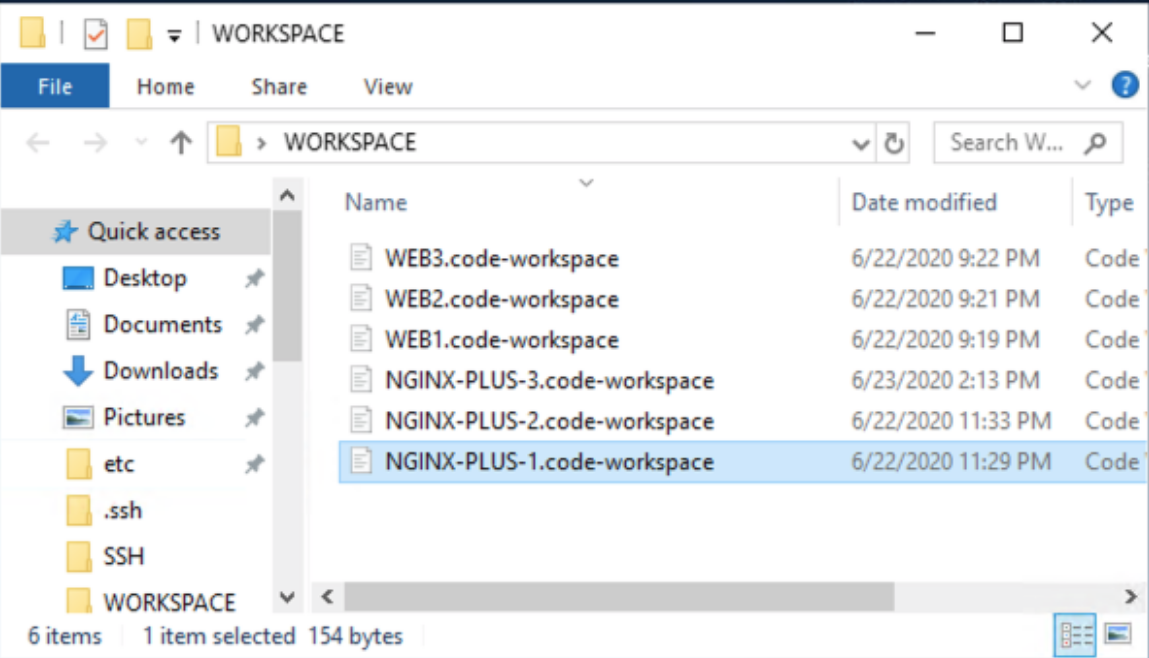 WORKSPACE
File Home Share View
WORKSPACE Search W...
Name Date modified Type
Quick access
Desktop
Documents
Downloads
Pictures
etc
.ssh
SSH
WORKSPACE
WEB3.code-workspace 6/22/2020 9:22 PM Code
WEB2.code-workspace 6/22/2020 9:21 PM Code
WEB1.code-workspace 6/22/2020 9:19 PM Code
NGINX-PLUS-3.code-workspace 6/23/2020 2:13 PM Code
NGINX-PLUS-2.code-workspace 6/22/2020 11:33 PM Code
NGINX-PLUS-1.code-workspace 6/22/2020 11:29 PM Code
6 items 1 item selected 154 bytes